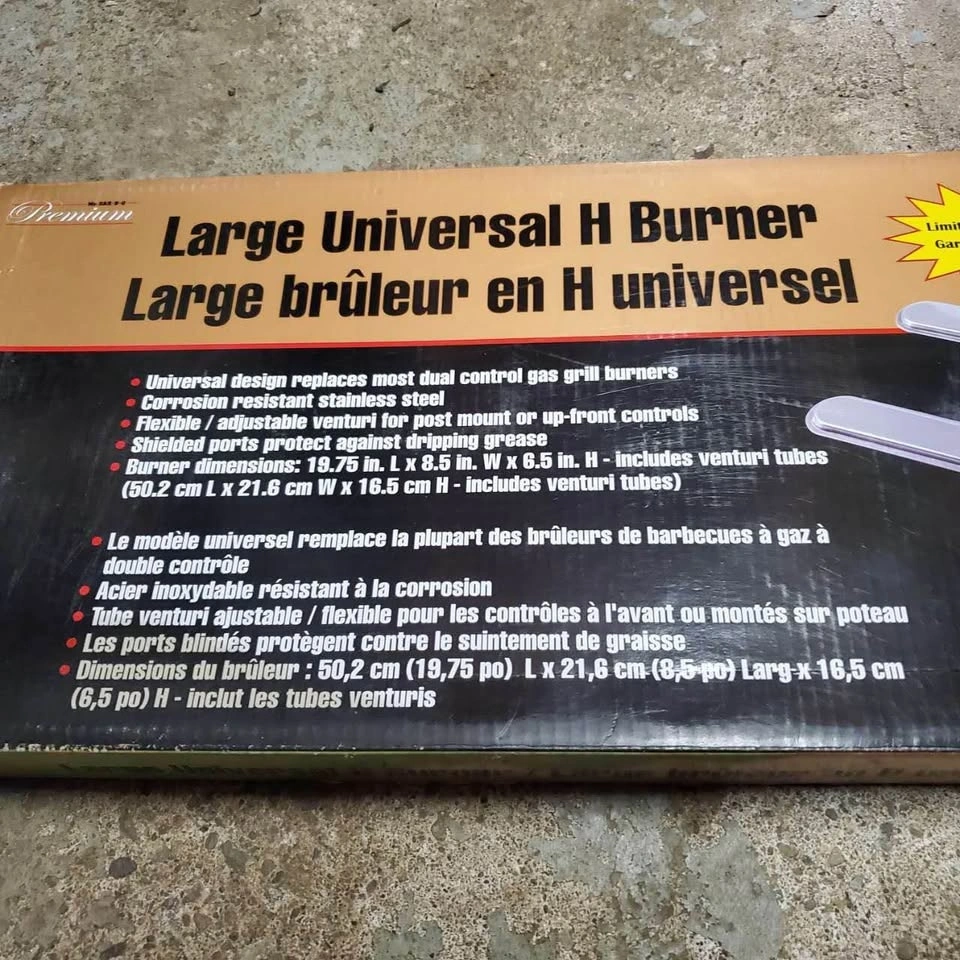 Premium
Large Universal H Burner
Large brûleur en H universel
Limit
Gar
• Universal design replaces most dual control gas grill burners
• Corrosion resistant stainless steel
• Flexible / adjustable venturi for post mount or up-front controls
• Shielded ports protect against dripping grease
• Burner dimensions: 19.75 in. L x 8.5 in. W x 6.5 in. H - includes venturi tubes
(50.2 cm L x 21.6 cm W x 16.5 cm H - includes venturi tubes)
• Le modèle universel remplace la plupart des brûleurs de barbecues à gaz à
double contrôle
• Acier inoxydable résistant à la corrosion
• Tube venturi ajustable / flexible pour les contrôles à l'avant ou montés sur poteau
• Les ports blindés protègent contre le suintement de graisse
• Dimensions du brûleur : 50,2 cm (19,75 po) L x 21,6 cm (8,5 po) Larg x 16,5 cm
(6,5 po) H - inclut les tubes venturis